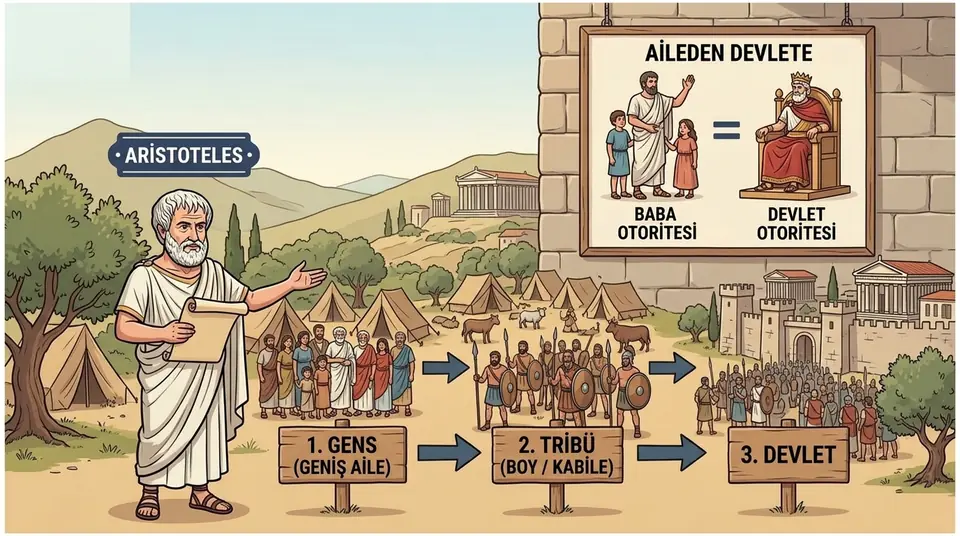 AİLEDEN DEVLETE
BABA
OTORİTESİ
=
DEVLET
OTORİTESİ
• ARİSTOTELES •
1. GENS
(GENİŞ AİLE)
2. TRİBÜ
(BOY / KABİLE)
3. DEVLET